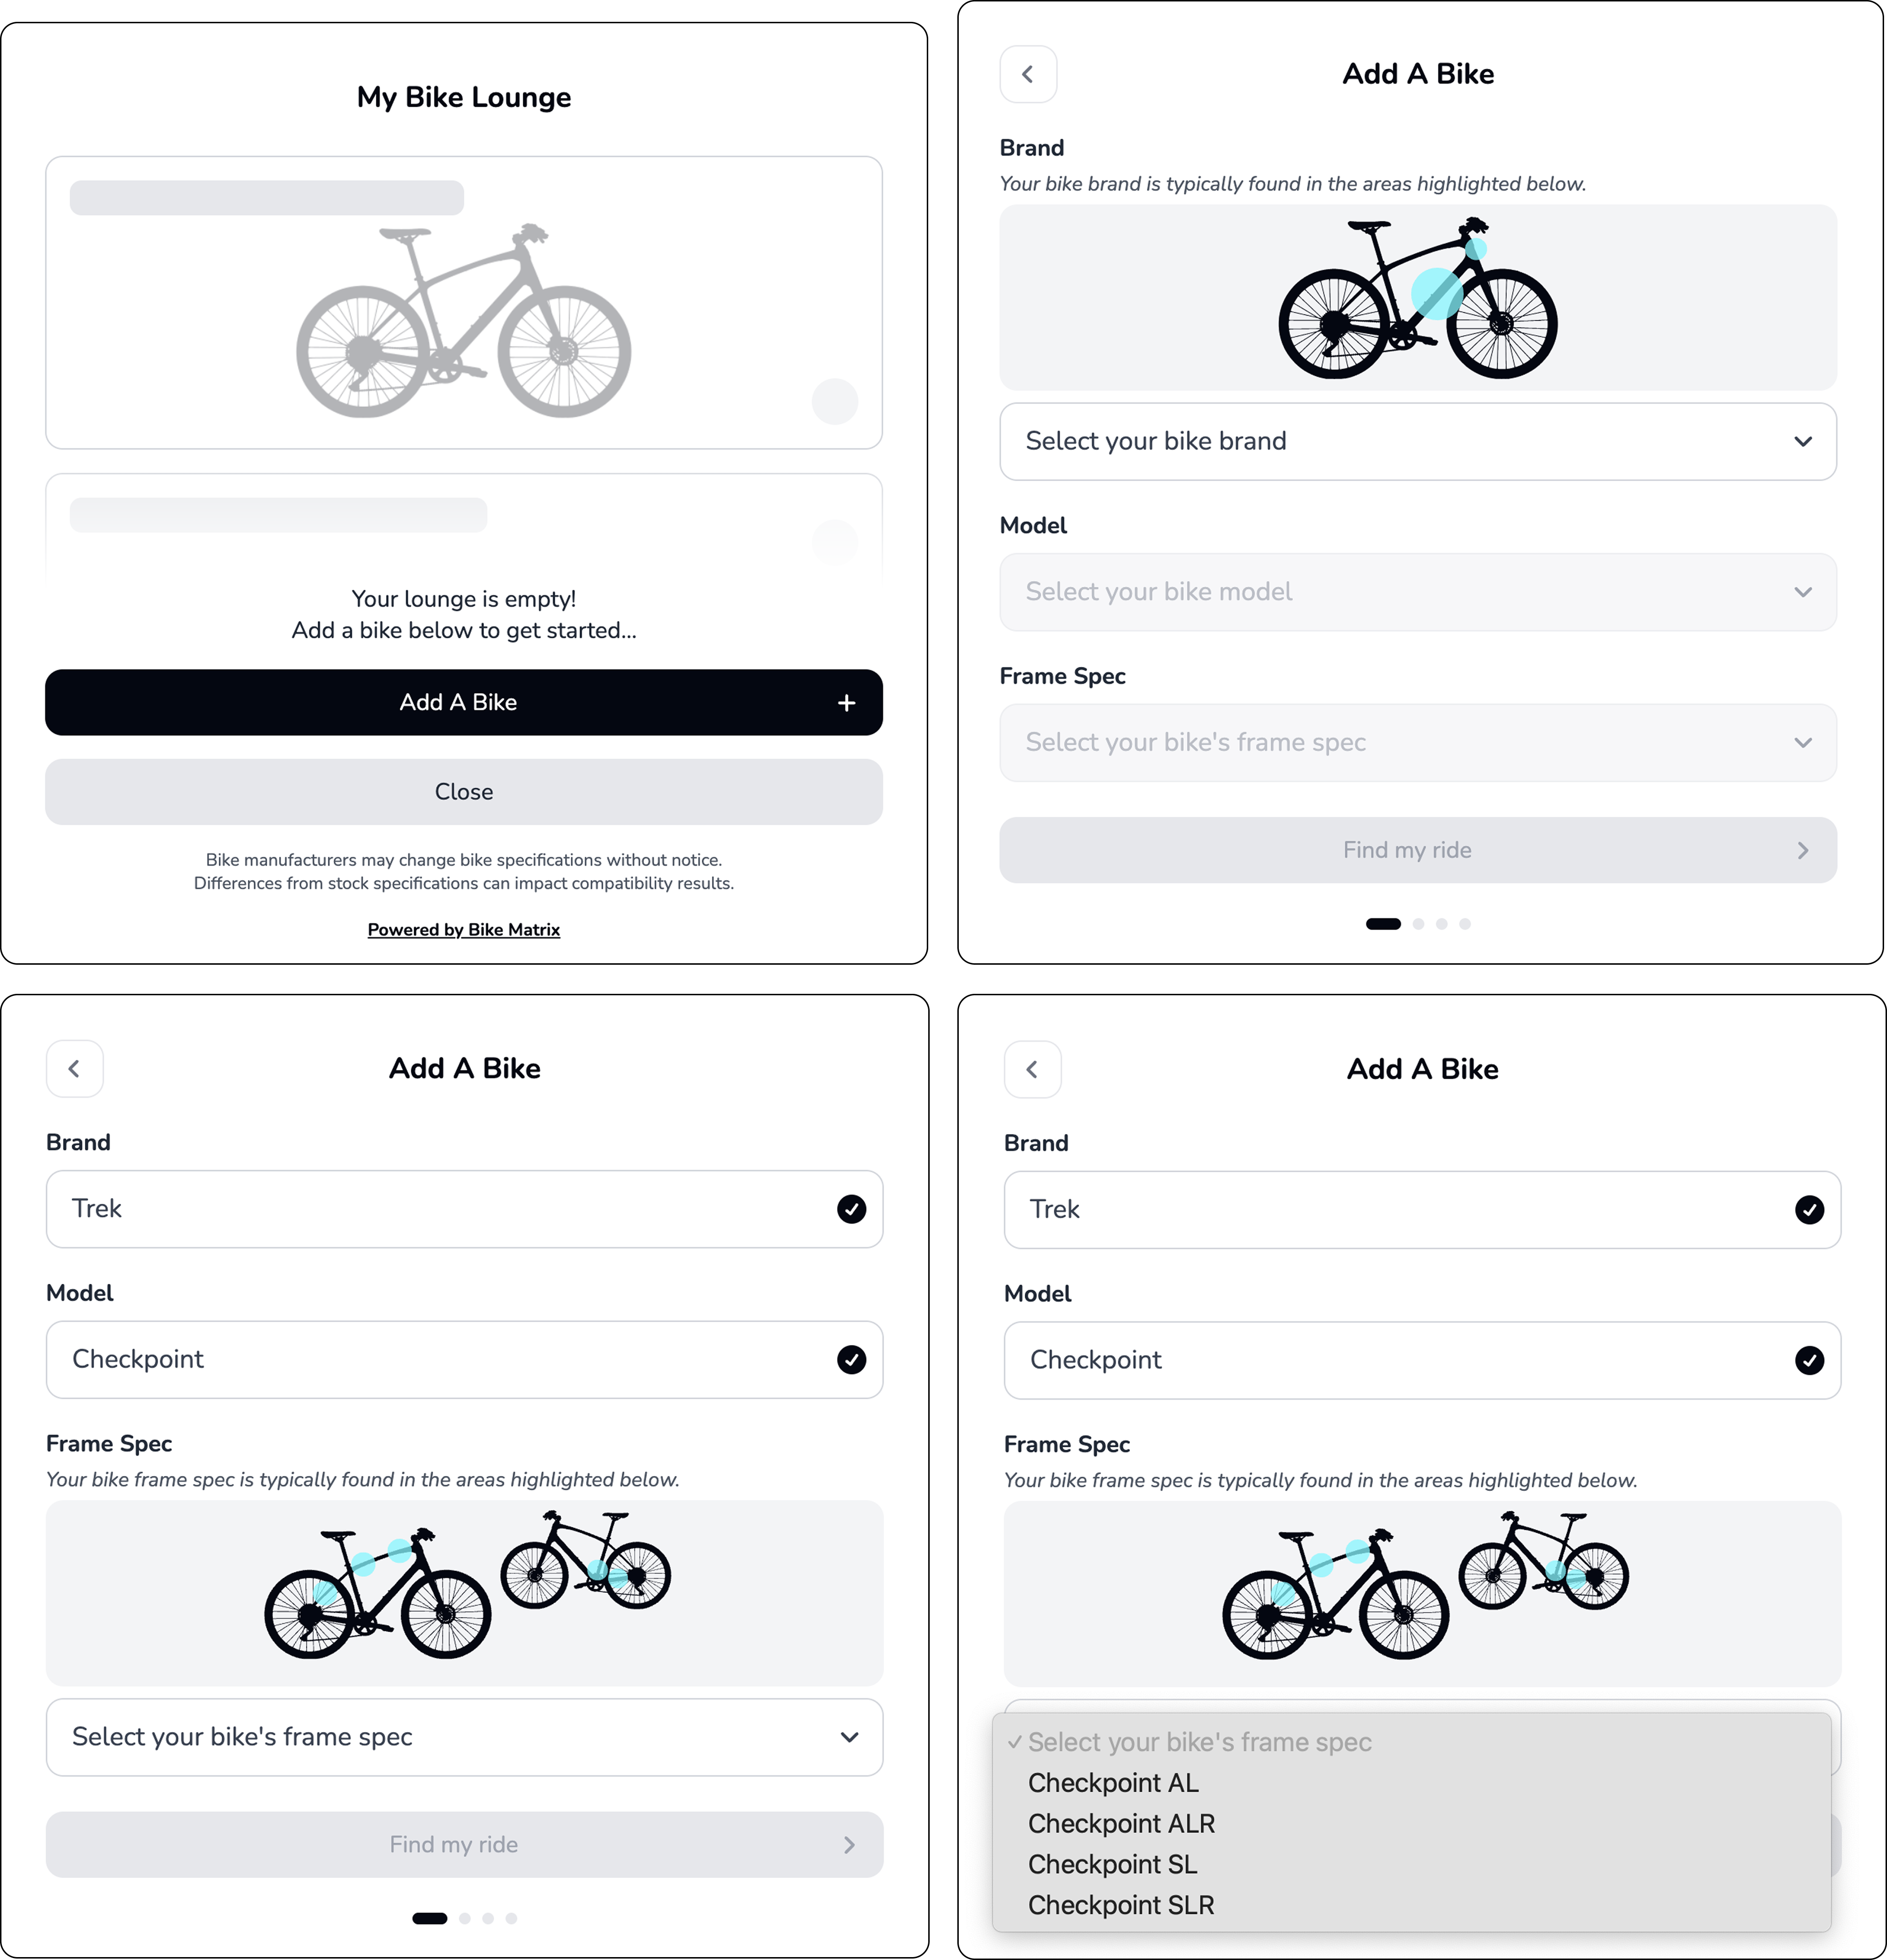 My Bike Lounge
Your lounge is empty!
Add a bike below to get started...
Add A Bike
Close
Bike manufacturers may change bike specifications without notice.
Differences from stock specifications can impact compatibility results.
Powered by Bike Matrix
Add A Bike
Brand
Your bike brand is typically found in the areas highlighted below.
Select your bike brand
Model
Select your bike model
Frame Spec
Select your bike's frame spec
Find my ride
Add A Bike
Brand
Trek
Model
Checkpoint
Frame Spec
Your bike frame spec is typically found in the areas highlighted below.
Select your bike's frame spec
Find my ride
Add A Bike
Brand
Trek
Model
Checkpoint
Frame Spec
Your bike frame spec is typically found in the areas highlighted below.
Select your bike's frame spec
Checkpoint AL
Checkpoint ALR
Checkpoint SL
Checkpoint SLR